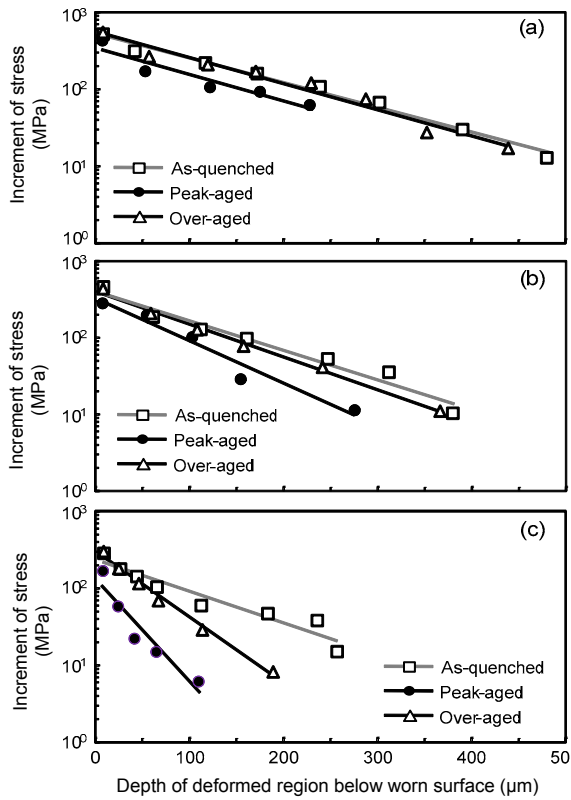 (a)
10³
10²
10¹
10⁰
Increment of stress
(MPa)
As-quenched
Peak-aged
Over-aged
(b)
10³
10²
10¹
10⁰
Increment of stress
(MPa)
As-quenched
Peak-aged
Over-aged
(c)
10³
10²
10¹
10⁰
Increment of stress
(MPa)
As-quenched
Peak-aged
Over-aged
0 100 200 300 400 50
Depth of deformed region below worn surface (μm)